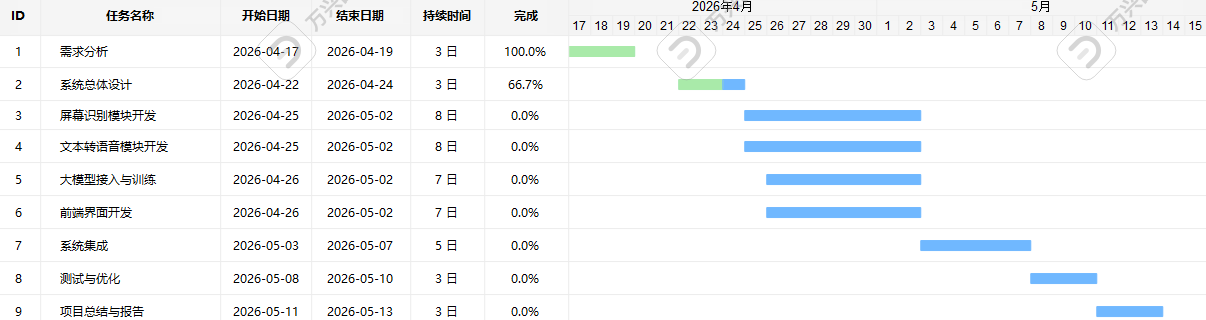 ID 任务名称 开始日期 结束日期 持续时间 完成 2026年4月 5月
17 18 19 20 21 22 23 24 25 26 27 28 29 30 1 2 3 4 5 6 7 8 9 10 11 12 13 14 15
1 需求分析 2026-04-17 2026-04-19 3 日 100.0%
2 系统总体设计 2026-04-22 2026-04-24 3 日 66.7%
3 屏幕识别模块开发 2026-04-25 2026-05-02 8 日 0.0%
4 文本转语音模块开发 2026-04-25 2026-05-02 8 日 0.0%
5 大模型接入与训练 2026-04-26 2026-05-02 7 日 0.0%
6 前端界面开发 2026-04-26 2026-05-02 7 日 0.0%
7 系统集成 2026-05-03 2026-05-07 5 日 0.0%
8 测试与优化 2026-05-08 2026-05-10 3 日 0.0%
9 项目总结与报告 2026-05-11 2026-05-13 3 日 0.0%